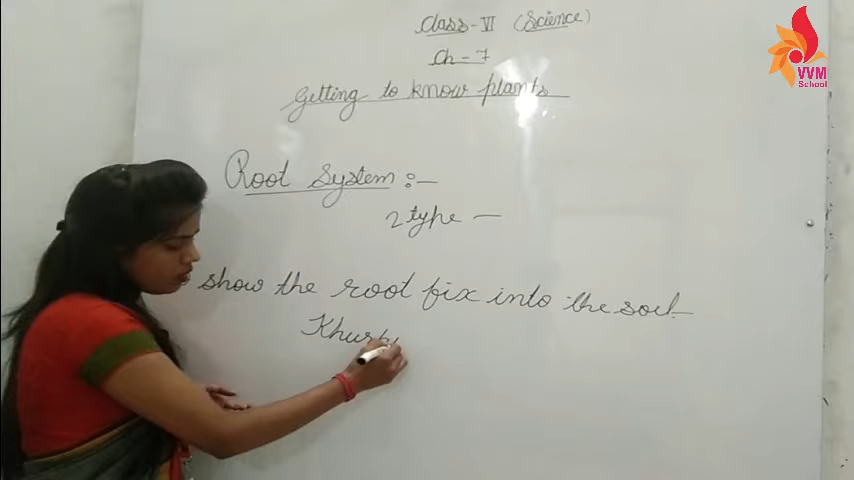 Class - VI (Science)
Ch - 7
Getting to know plants
Root System :-
2 type -
show the root fix into the soil.
VVM
School